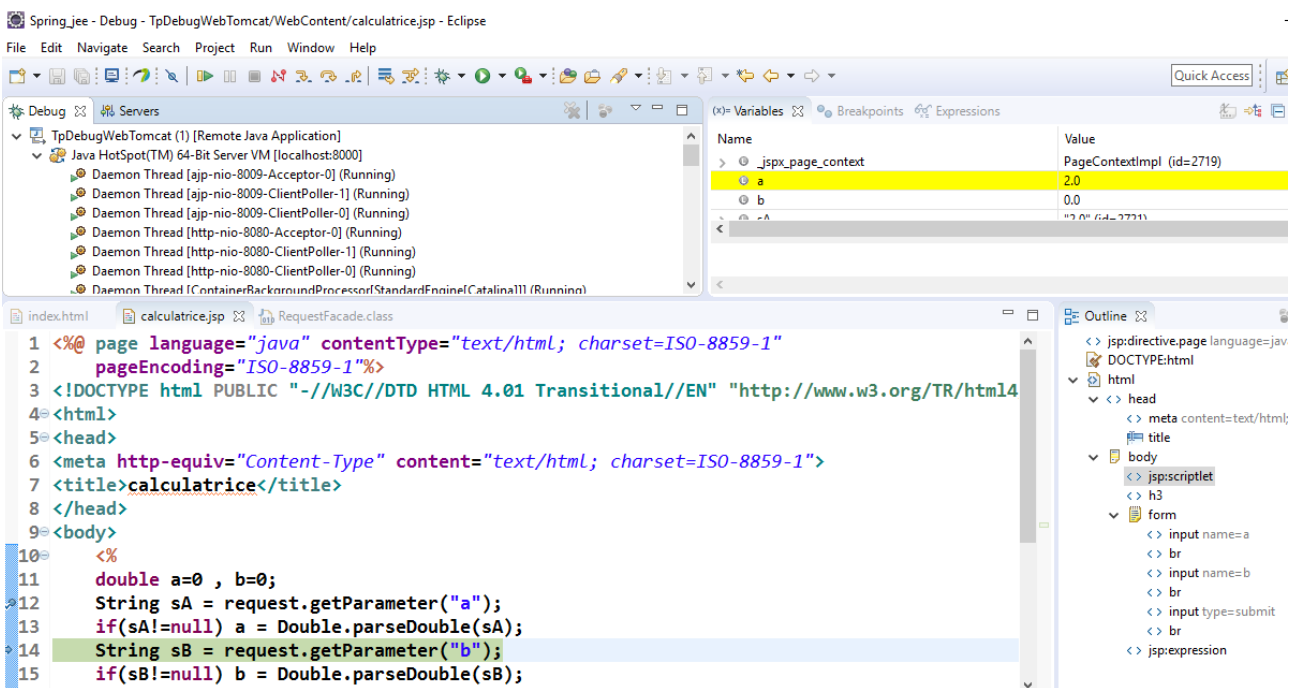 Spring_jee - Debug - TpDebugWebTomcat/WebContent/calculatrice.jsp - Eclipse
File Edit Navigate Search Project Run Window Help
Quick Access
Debug Servers
TpDebugWebTomcat (1) [Remote Java Application]
Java HotSpot(TM) 64-Bit Server VM [localhost:8000]
Daemon Thread [ajp-nio-8009-Acceptor-0] (Running)
Daemon Thread [ajp-nio-8009-ClientPoller-1] (Running)
Daemon Thread [ajp-nio-8009-ClientPoller-0] (Running)
Daemon Thread [http-nio-8080-Acceptor-0] (Running)
Daemon Thread [http-nio-8080-ClientPoller-1] (Running)
Daemon Thread [http-nio-8080-ClientPoller-0] (Running)
Daemon Thread [ContainerBackgroundProcessor[StandardEngine[Catalina]]] (Running)
(x)= Variables Breakpoints Expressions
Name Value
_jspx_page_context PageContextImpl (id=2719)
a 2.0
b 0.0
sA "2.0" (id=2721)
index.html calculatrice.jsp RequestFacade.class
1 <%@ page language="java" contentType="text/html; charset=ISO-8859-1"
2 pageEncoding="ISO-8859-1"%>
3 <!DOCTYPE html PUBLIC "-//W3C//DTD HTML 4.01 Transitional//EN" "http://www.w3.org/TR/html4
4 <html>
5 <head>
6 <meta http-equiv="Content-Type" content="text/html; charset=ISO-8859-1">
7 <title>calculatrice</title>
8 </head>
9 <body>
10 <%
11 double a=0 , b=0;
12 String sA = request.getParameter("a");
13 if(sA!=null) a = Double.parseDouble(sA);
14 String sB = request.getParameter("b");
15 if(sB!=null) b = Double.parseDouble(sB);
Outline
jsp:directive.page language=jav
DOCTYPE:html
html
head
meta content=text/html;
title
body
jsp:scriptlet
h3
form
input name=a
br
input name=b
br
input type=submit
br
jsp:expression